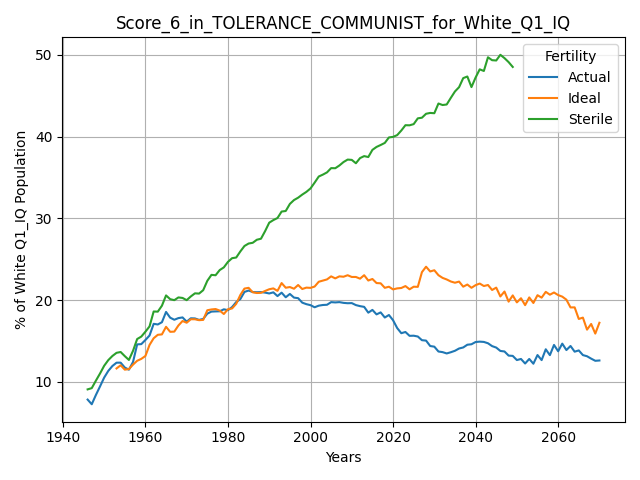 Score_6_in_TOLERANCE_COMMUNIST_for_White_Q1_IQ
% of White Q1_IQ Population
50
40
30
20
10
Fertility
Actual
Ideal
Sterile
1940
1960
1980
2000
2020
2040
2060
Years